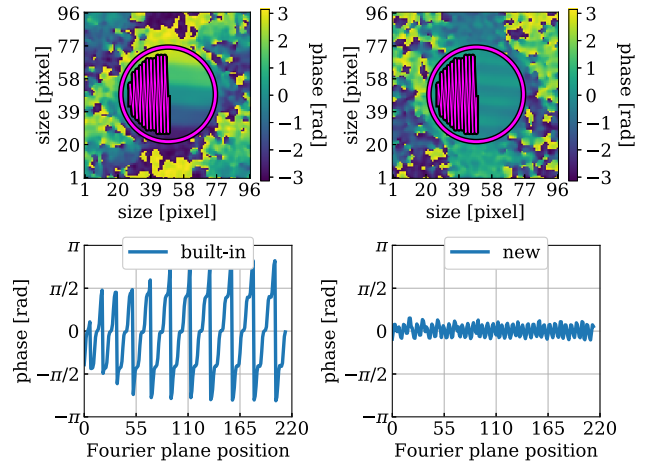 96
77
58
39
20
1
size [pixel]
1 20 39 58 77 96
size [pixel]
3
2
1
0
−1
−2
−3
phase [rad]
96
77
58
39
20
1
size [pixel]
1 20 39 58 77 96
size [pixel]
3
2
1
0
−1
−2
−3
phase [rad]
built-in
π
π/2
0
−π/2
−π
phase [rad]
0 55 110 165 220
Fourier plane position
new
π
π/2
0
−π/2
−π
phase [rad]
0 55 110 165 220
Fourier plane position